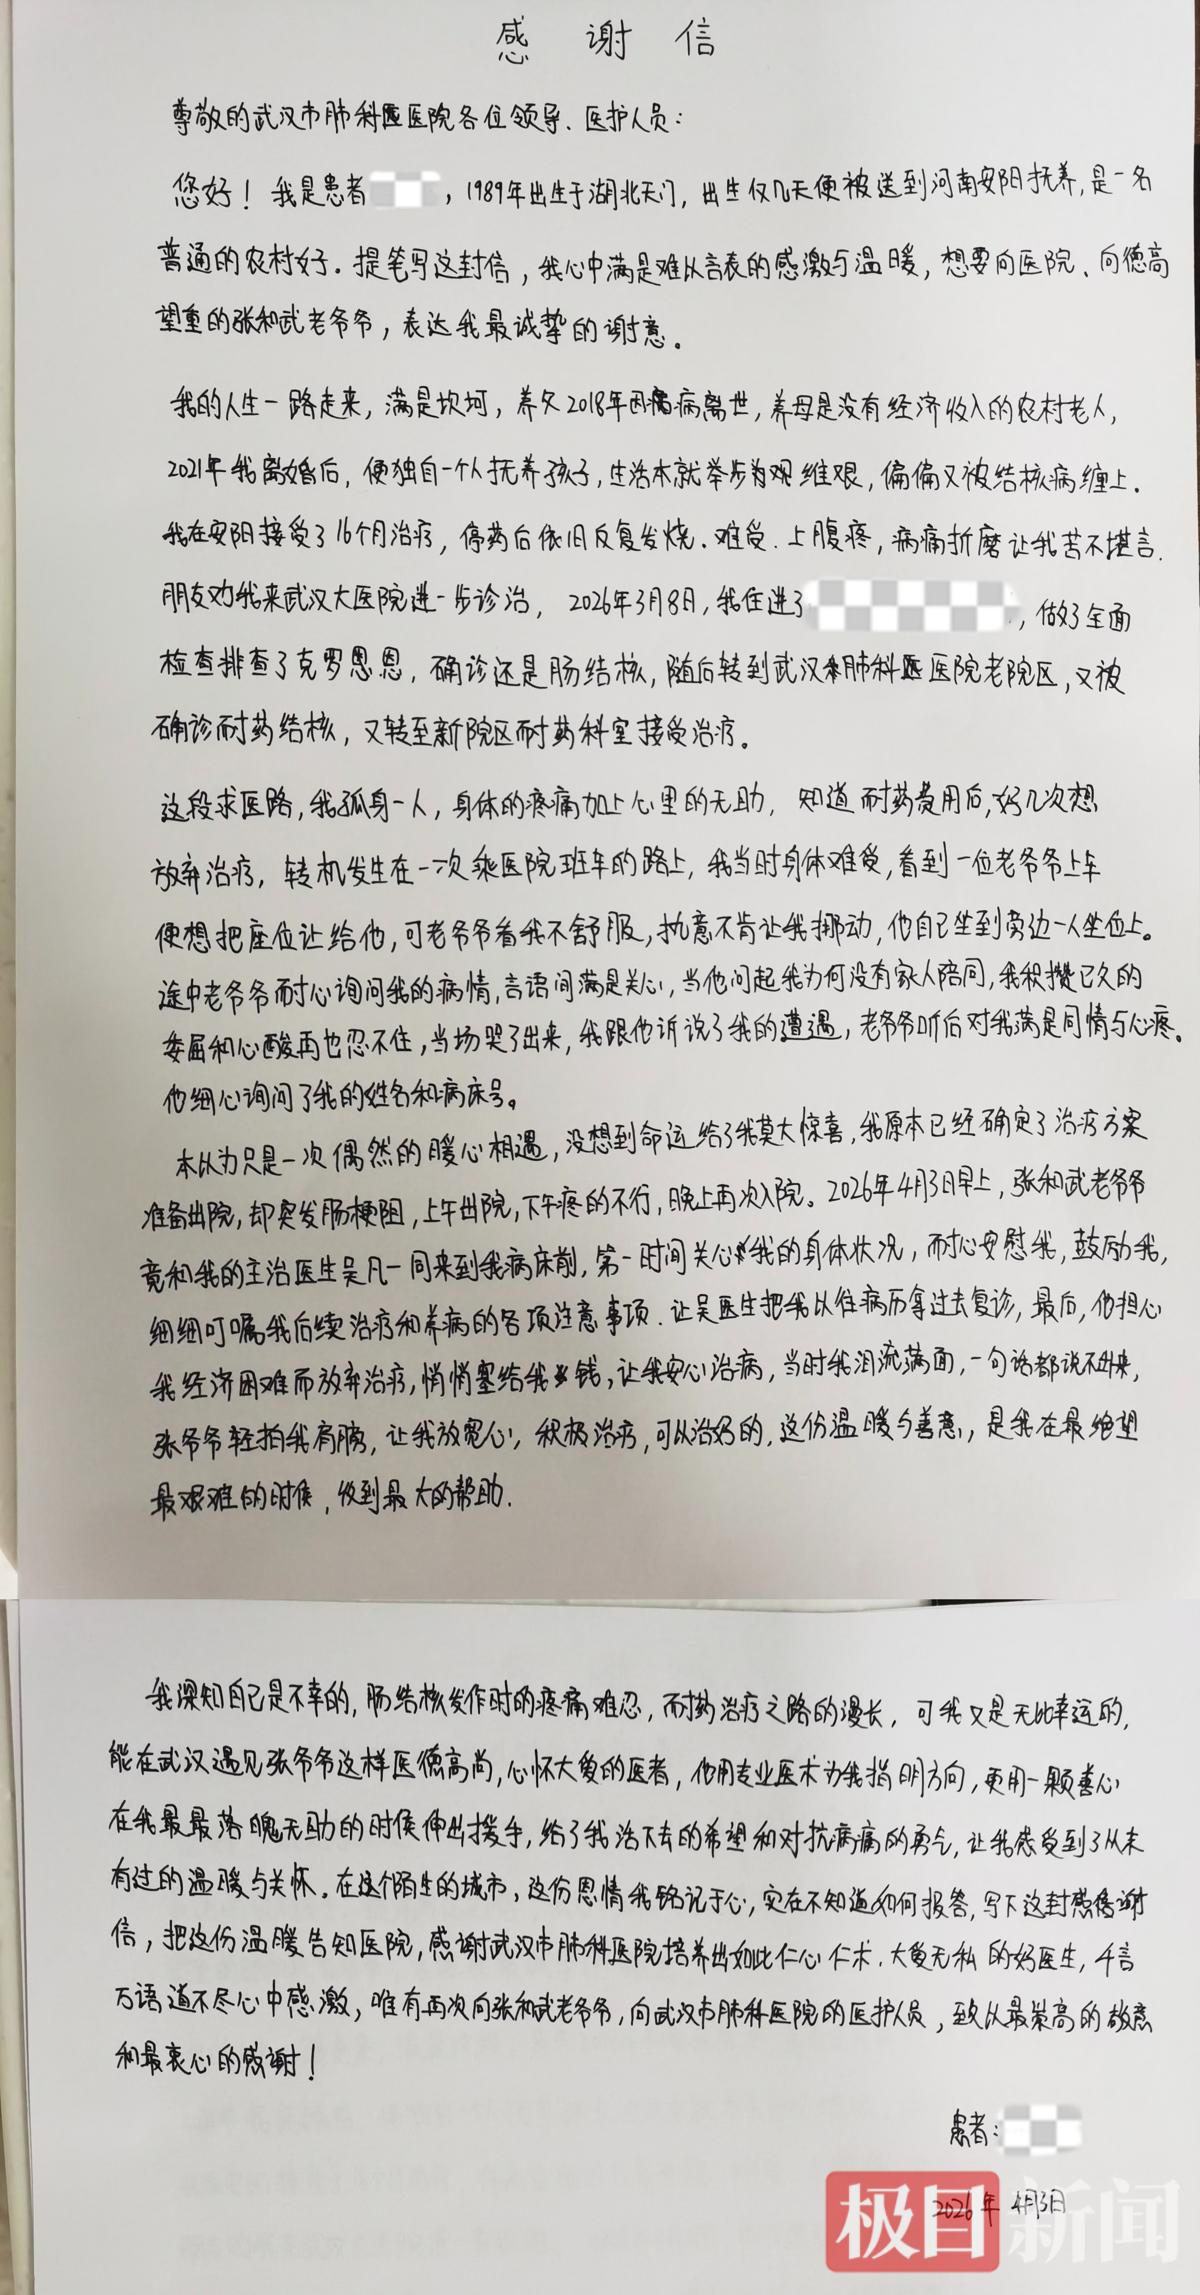 感谢信
尊敬的武汉市肺科医院各位领导、医护人员：
您好！我是患者，1989年出生于湖北天门，出生仅几天便被送到河南安阳抚养，是一名
普通的农村女子。提笔写这封信，我心中满是难以言表的感激与温暖，想要向医院、向德高
望重的张和武老爷爷，表达我最诚挚的谢意。
我的人生一路走来，满是坎坷，养父2018年因病离世，养母是没有经济收入的农村老人，
2021年我离婚后，便独自一个人抚养孩子，生活本就举步为艰维艰，偏偏又被结核病缠上。
我在安阳接受了16个月治疗，停药后依旧反复发烧、难受、上腹疼，病痛折磨让我苦不堪言.
朋友劝我来武汉大医院进一步诊治，2026年3月8日，我住进了，做了全面
检查排查了克罗恩，确诊还是肠结核，随后转到武汉肺科医院老院区，又被
确诊耐药结核，又转至新院区耐药科室接受治疗。
这段求医路，我孤身一人，身体的疼痛加上心里的无助，知道耐药费用后，好几次想
放弃治疗，转机发生在一次乘医院班车的路上，我当时身体难受，看到一位老爷爷上车
便想把座位让给他，可老爷爷看我不舒服，执意不肯让我挪动，他自己坐到旁边一人坐位上。
途中老爷爷耐心询问我的病情，言语间满是关心，当他问起我为何没有家人陪同，我积攒已久的
委屈和心酸再也忍不住，当场哭了出来，我跟他诉说了我的遭遇，老爷爷听后对我满是同情与心疼。
他细心询问了我的姓名和病床号。
本以为只是一次偶然的暖心相遇，没想到命运给了我莫大惊喜，我原本已经确定了治疗方案
准备出院，却突发肠梗阻，上午出院，下午疼的不行，晚上再次入院。2026年4月3日早上，张和武老爷爷
竟和我的主治医生吴凡一同来到我病床前，第一时间关心我的身体状况，耐心安慰我，鼓励我，
细细叮嘱我后续治疗和养病的各项注意事项、让吴医生把我以往病历拿过去复诊，最后，他担心
我经济困难而放弃治疗，悄悄塞给我钱，让我安心治病，当时我泪流满面，一句话都说不出来，
张爷爷轻拍我肩膀，让我放宽心，积极治疗，可以治好的，这份温暖与善意，是我在最绝望
最艰难的时候，收到最大的帮助.
我深知自己是不幸的，肠结核发作时的疼痛难忍，耐药治疗之路的漫长，可我又是无比幸运的，
能在武汉遇见张爷爷这样医德高尚，心怀大爱的医者，他用专业医术为我指明方向，更用一颗善心
在我最最落魄无助的时候伸出援手，给了我活下去的希望和对抗病痛的勇气，让我感受到了从未
有过的温暖与关怀。在这个陌生的城市，这份恩情我铭记于心，实在不知道如何报答，写下这封感谢
信，把这份温暖告知医院，感谢武汉市肺科医院培养出如此仁心仁术、大爱无私的好医生，千言
万语道不尽心中感激，唯有再次向张和武老爷爷，向武汉市肺科医院的医护人员，致以最崇高的敬意
和最衷心的感谢！
患者：
2026年4月3日
极目新闻